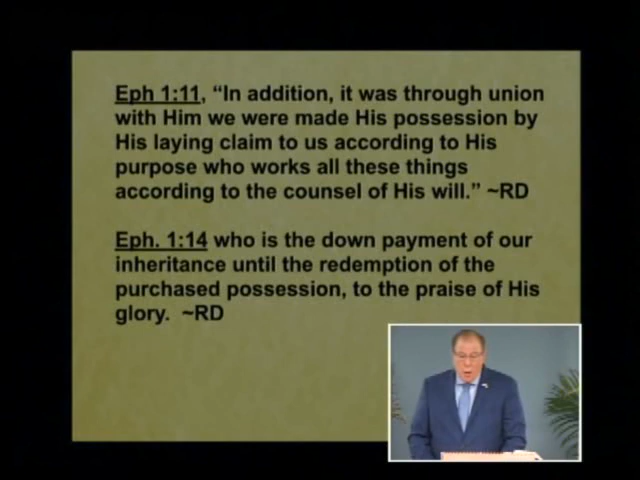 Eph 1:11, “In addition, it was through union
with Him we were made His possession by
His laying claim to us according to His
purpose who works all these things
according to the counsel of His will.” ~RD
Eph. 1:14 who is the down payment of our
inheritance until the redemption of the
purchased possession, to the praise of His
glory.  ~RD